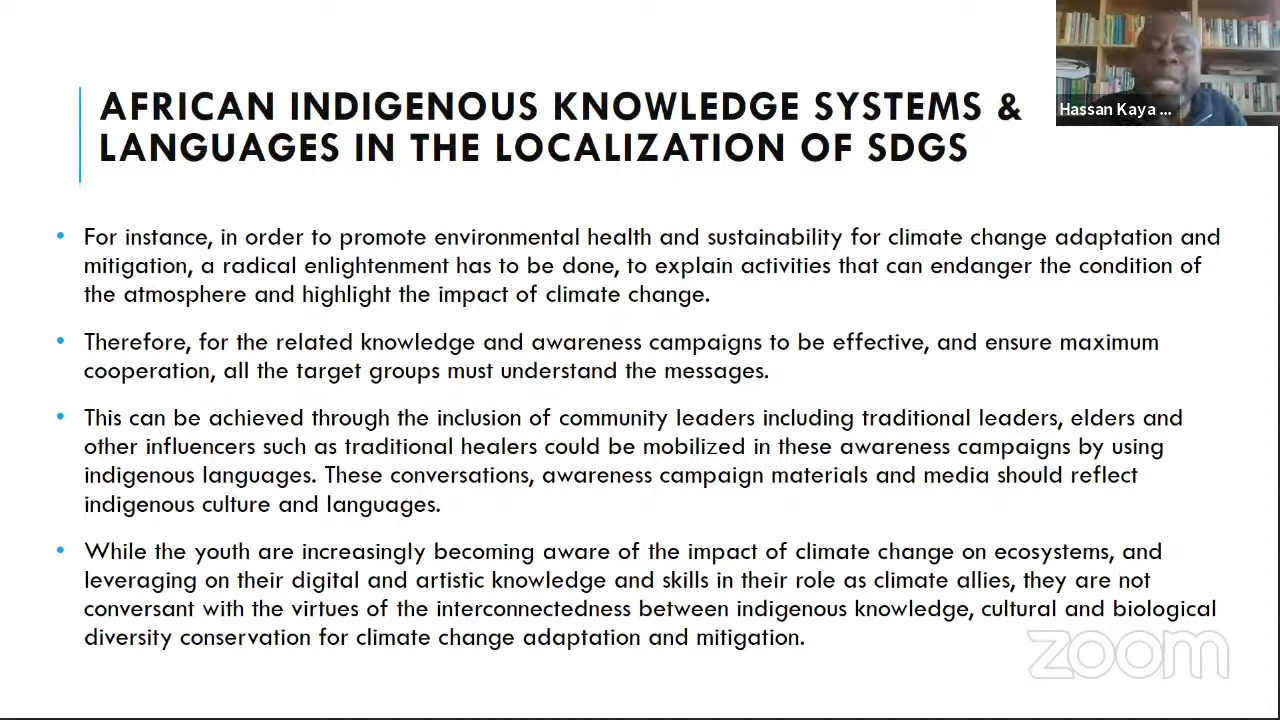 AFRICAN INDIGENOUS KNOWLEDGE SYSTEMS &
LANGUAGES IN THE LOCALIZATION OF SDGS
Hassan Kaya ...
• For instance, in order to promote environmental health and sustainability for climate change adaptation and
mitigation, a radical enlightenment has to be done, to explain activities that can endanger the condition of
the atmosphere and highlight the impact of climate change.
• Therefore, for the related knowledge and awareness campaigns to be effective, and ensure maximum
cooperation, all the target groups must understand the messages.
• This can be achieved through the inclusion of community leaders including traditional leaders, elders and
other influencers such as traditional healers could be mobilized in these awareness campaigns by using
indigenous languages. These conversations, awareness campaign materials and media should reflect
indigenous culture and languages.
• While the youth are increasingly becoming aware of the impact of climate change on ecosystems, and
leveraging on their digital and artistic knowledge and skills in their role as climate allies, they are not
conversant with the virtues of the interconnectedness between indigenous knowledge, cultural and biological
diversity conservation for climate change adaptation and mitigation.
zoom